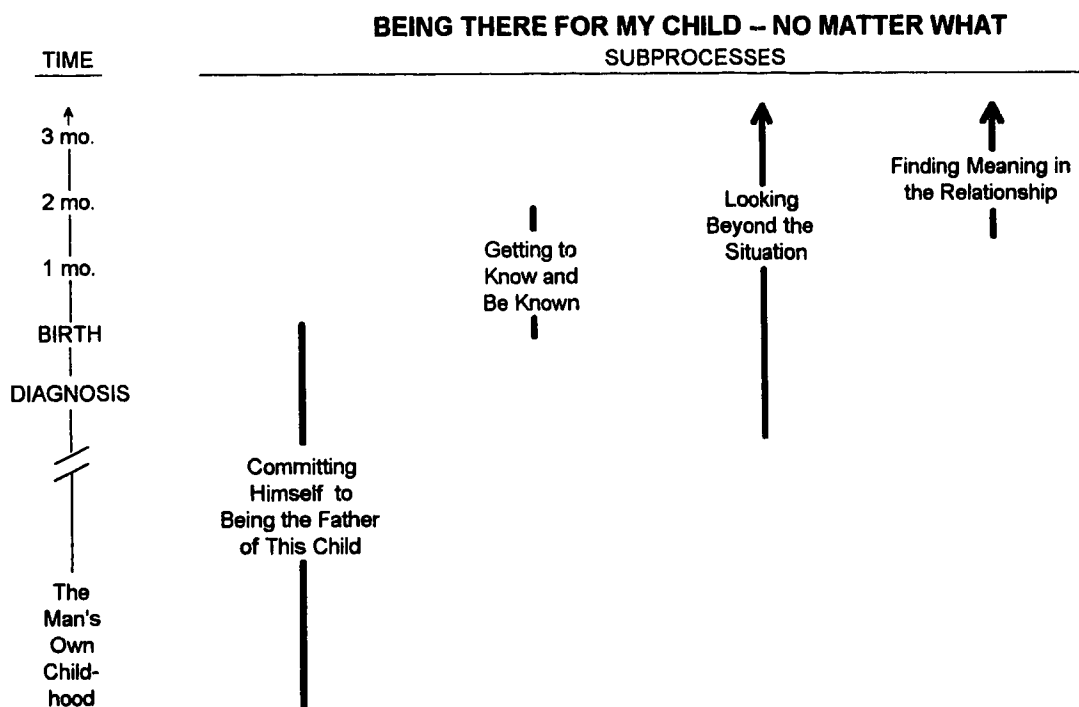 BEING THERE FOR MY CHILD – NO MATTER WHAT
TIME
SUBPROCESSES
3 mo.
2 mo.
1 mo.
BIRTH
DIAGNOSIS
The
Man's
Own
Child-
hood
Committing
Himself to
Being the Father
of This Child
Getting to
Know and
Be Known
Looking
Beyond the
Situation
Finding Meaning in
the Relationship